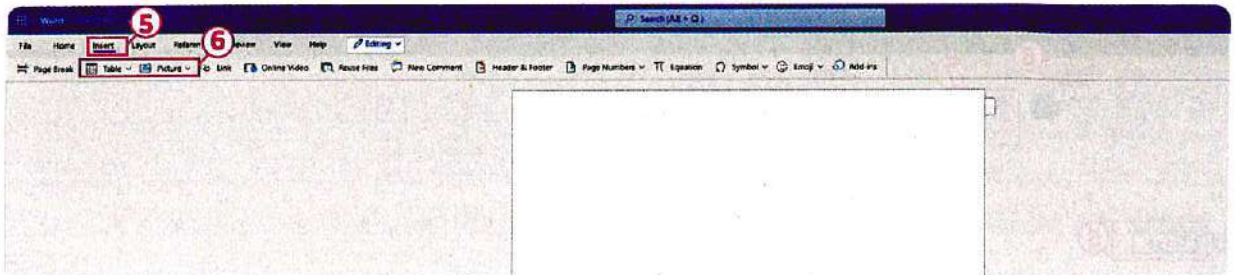 Word
Search (Alt + Q)
5
File Home Insert Layout Review View Help Editing
6
Page Break Table Picture Link Online Video Reuse Files New Comment Header & Footer Page Numbers Equation Symbol Emoji Add-ins